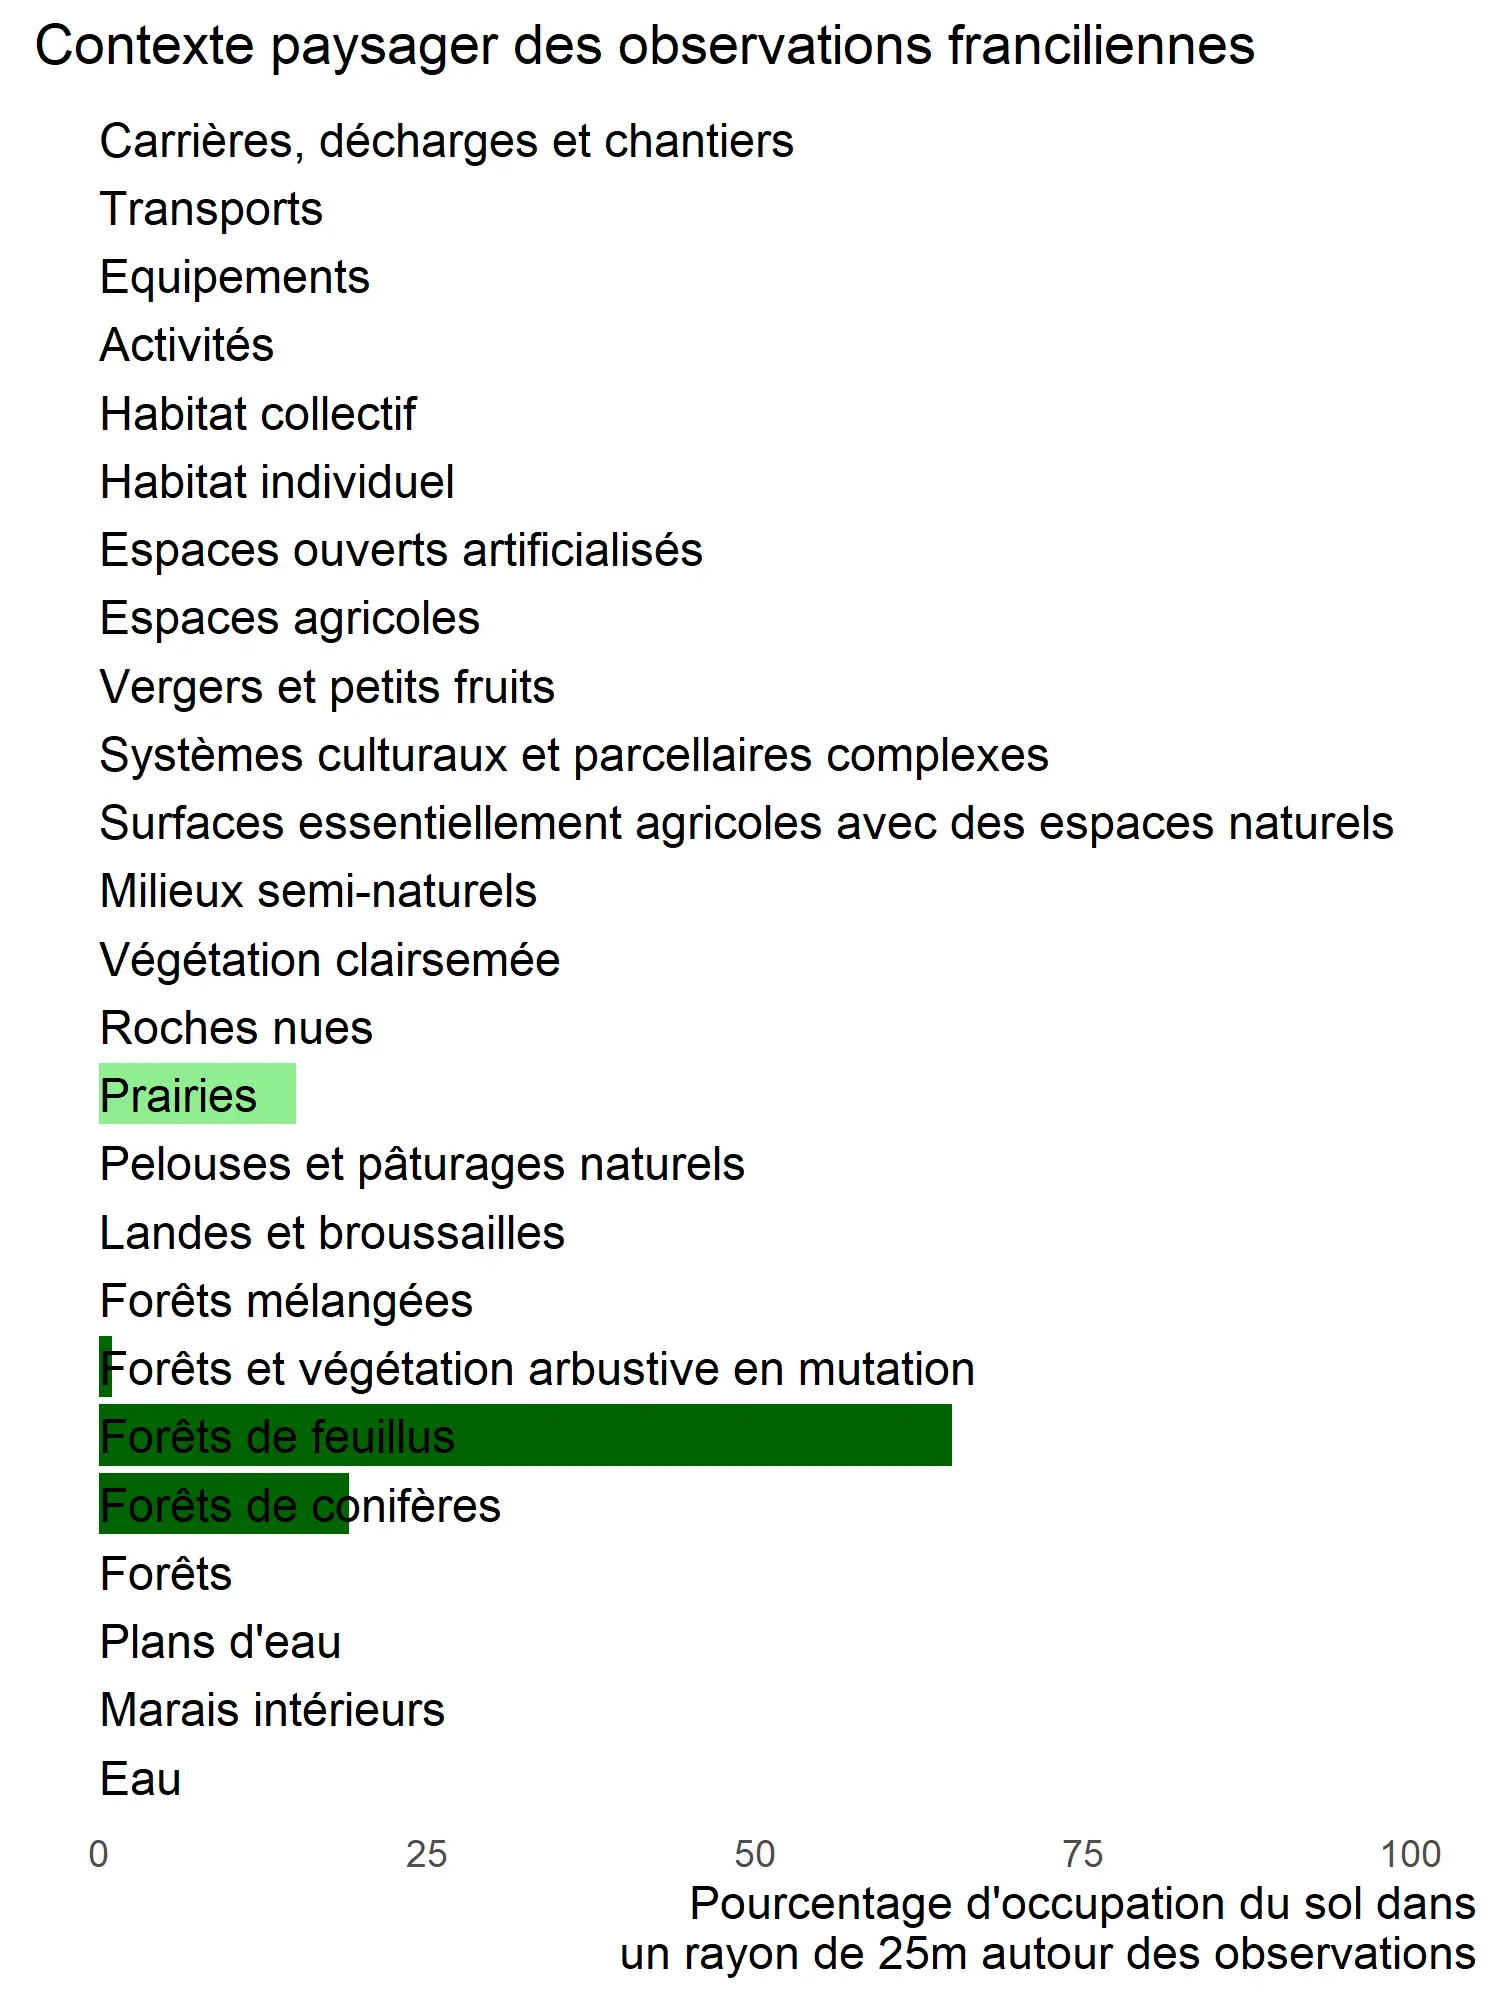 Contexte paysager des observations franciliennes
Carrières, décharges et chantiers
Transports
Equipements
Activités
Habitat collectif
Habitat individuel
Espaces ouverts artificialisés
Espaces agricoles
Vergers et petits fruits
Systèmes culturaux et parcellaires complexes
Surfaces essentiellement agricoles avec des espaces naturels
Milieux semi-naturels
Végétation clairsemée
Roches nues
Prairies
Pelouses et pâturages naturels
Landes et broussailles
Forêts mélangées
Forêts et végétation arbustive en mutation
Forêts de feuillus
Forêts de conifères
Forêts
Plans d'eau
Marais intérieurs
Eau
0 25 50 75 100
Pourcentage d'occupation du sol dans
un rayon de 25m autour des observations